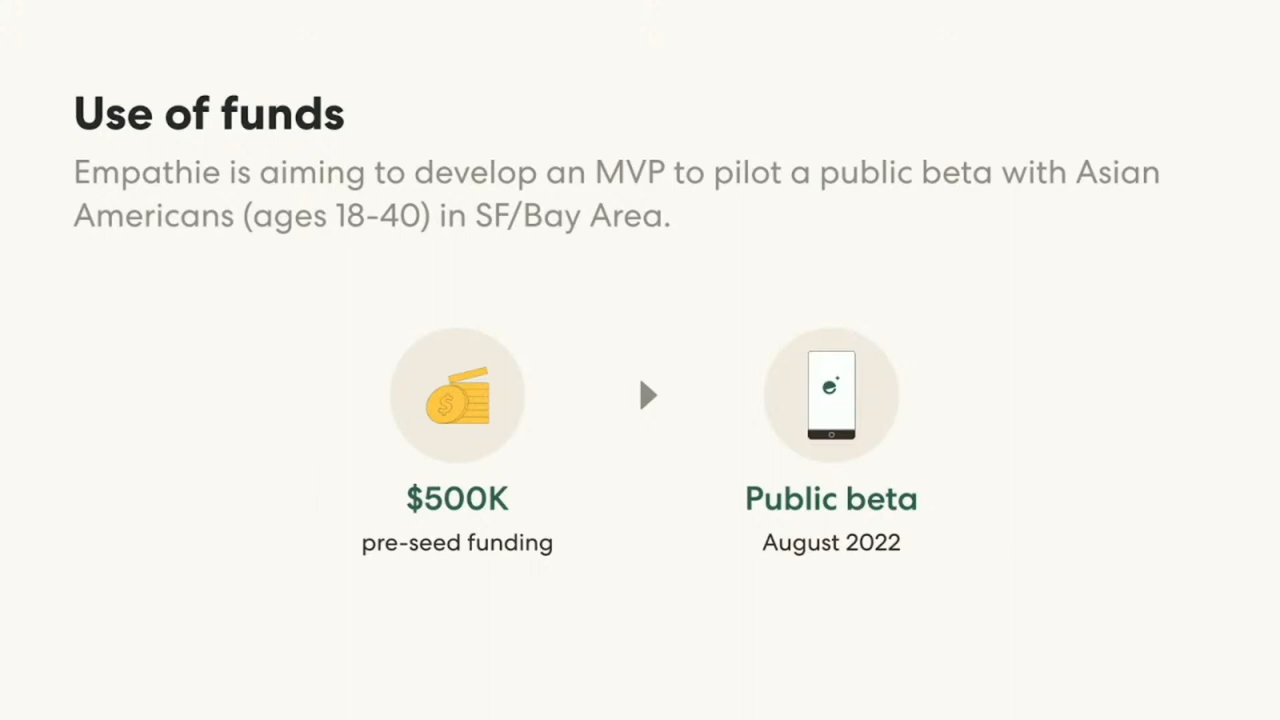 Use of funds
Empathie is aiming to develop an MVP to pilot a public beta with Asian
Americans (ages 18-40) in SF/Bay Area.
$500K
pre-seed funding
Public beta
August 2022